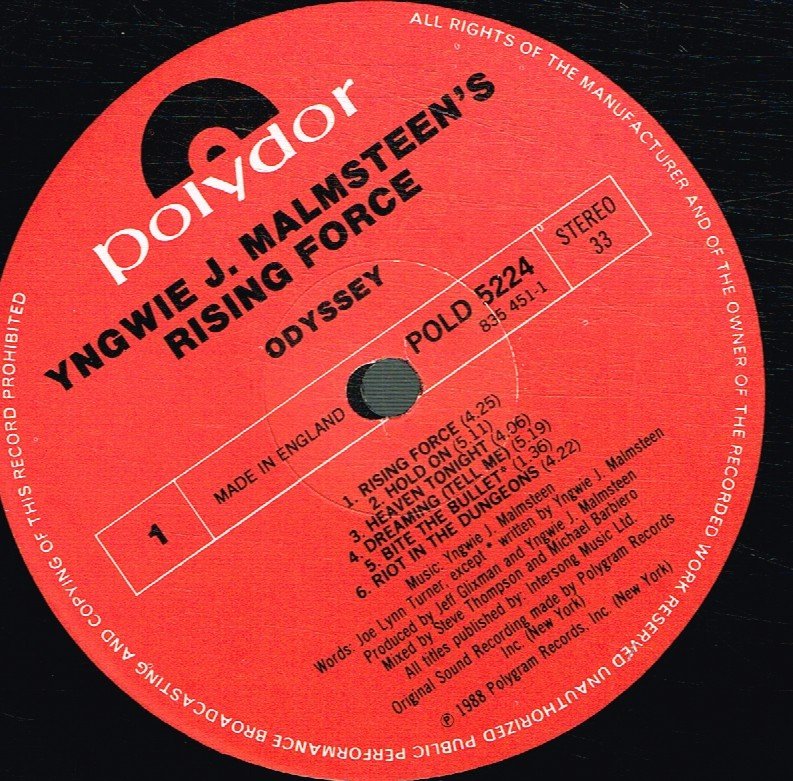 polydor
YNGWIE J. MALMSTEEN'S
RISING FORCE
ODYSSEY
1
MADE IN ENGLAND
POLD 5224
835 451-1
STEREO
33
1. RISING FORCE (4.25)
2. HOLD ON (5.11)
3. HEAVEN TONIGHT (4.06)
4. DREAMING (TELL ME) (5.19)
5. BITE THE BULLET* (1.36)
6. RIOT IN THE DUNGEONS (4.22)
Music: Yngwie J. Malmsteen
Words: Joe Lynn Turner, except * written by Yngwie J. Malmsteen
Produced by Jeff Glixman and Yngwie J. Malmsteen
Mixed by Steve Thompson and Michael Barbiero
All titles published by: Intersong Music Ltd.
Original Sound Recording made by Polygram Records
Inc. (New York)
℗ 1988 Polygram Records, Inc. (New York)
ALL RIGHTS OF THE MANUFACTURER AND OF THE OWNER OF THE RECORDED WORK RESERVED UNAUTHORIZED PUBLIC PERFORMANCE BROADCASTING AND COPYING OF THIS RECORD PROHIBITED